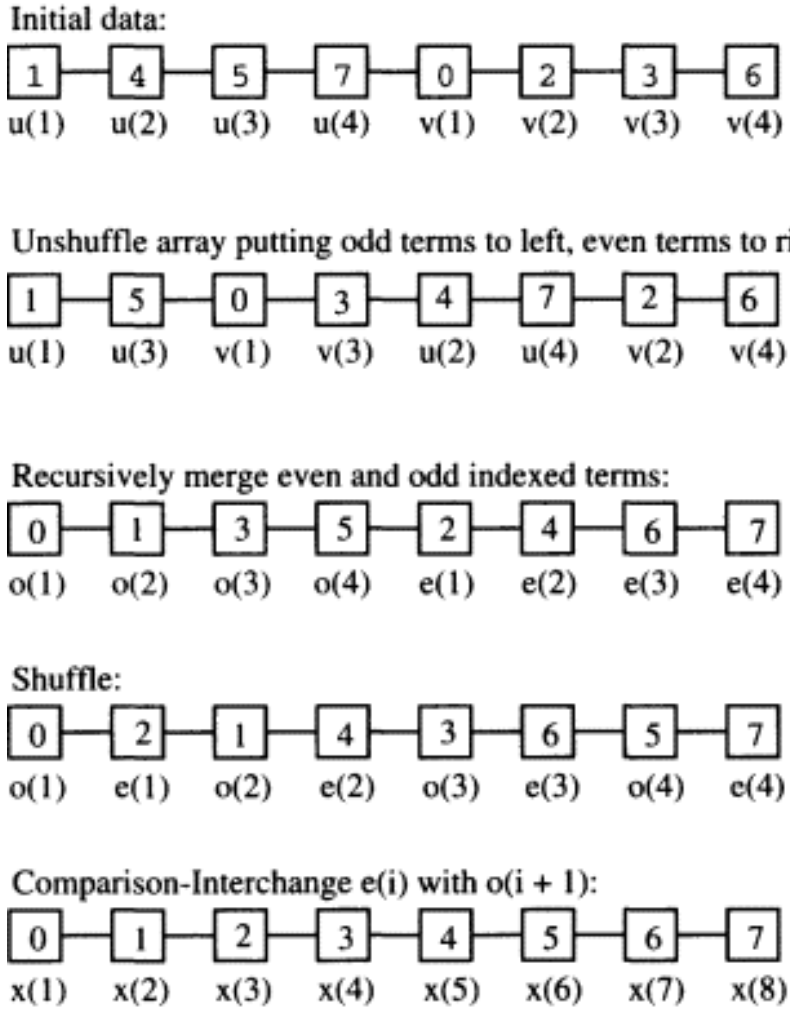 Initial data:
1 4 5 7 0 2 3 6
u(1) u(2) u(3) u(4) v(1) v(2) v(3) v(4)
Unshuffle array putting odd terms to left, even terms to
1 5 0 3 4 7 2 6
u(1) u(3) v(1) v(3) u(2) u(4) v(2) v(4)
Recursively merge even and odd indexed terms:
0 1 3 5 2 4 6 7
o(1) o(2) o(3) o(4) e(1) e(2) e(3) e(4)
Shuffle:
0 2 1 4 3 6 5 7
o(1) e(1) o(2) e(2) o(3) e(3) o(4) e(4)
Comparison-Interchange e(i) with o(i + 1):
0 1 2 3 4 5 6 7
x(1) x(2) x(3) x(4) x(5) x(6) x(7) x(8)